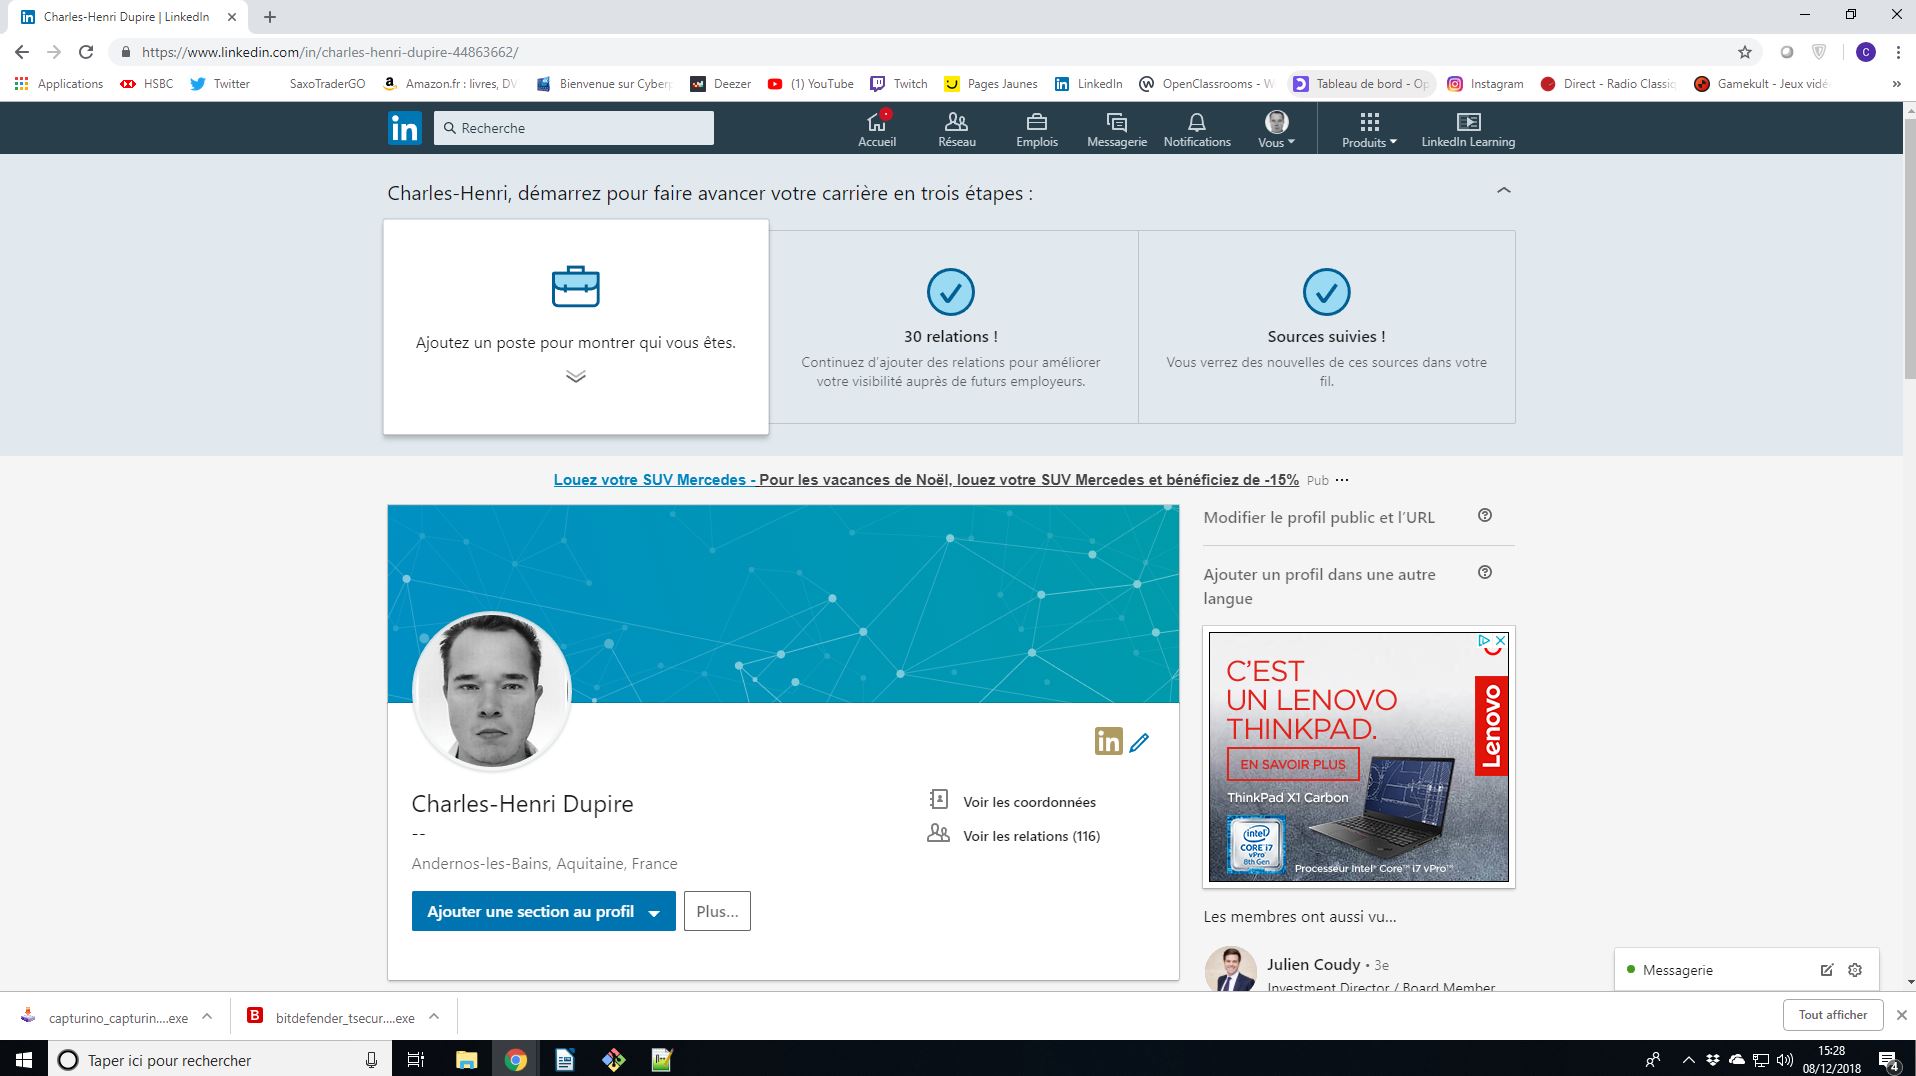 Charles-Henri Dupire | LinkedIn
https://www.linkedin.com/in/charles-henri-dupire-44863662/
C
Applications HSBC Twitter SaxoTraderGO Amazon.fr : livres, DV Bienvenue sur Cyber Deezer (1) YouTube Twitch Pages Jaunes LinkedIn OpenClassrooms - W Tableau de bord - Op Instagram Direct - Radio Classic Gamekult - Jeux vidé »
in Recherche Accueil Réseau Emplois Messagerie Notifications Vous Produits LinkedIn Learning
Charles-Henri, démarrez pour faire avancer votre carrière en trois étapes :
Ajoutez un poste pour montrer qui vous êtes.
30 relations !
Continuez d'ajouter des relations pour améliorer
votre visibilité auprès de futurs employeurs.
Sources suivies !
Vous verrez des nouvelles de ces sources dans votre
fil.
Louez votre SUV Mercedes - Pour les vacances de Noël, louez votre SUV Mercedes et bénéficiez de -15% Pub ···
in
Charles-Henri Dupire
--
Andernos-les-Bains, Aquitaine, France
Voir les coordonnées
Voir les relations (116)
Ajouter une section au profil Plus...
Modifier le profil public et l'URL
Ajouter un profil dans une autre
langue
C'EST
UN LENOVO
THINKPAD.
EN SAVOIR PLUS
ThinkPad X1 Carbon
Lenovo
intel
CORE i7
vPro™
8th Gen
Processeur Intel® Core™ i7 vPro™
Les membres ont aussi vu...
Julien Coudy • 3e
Investment Director / Board Member
Messagerie
capturino_capturin....exe
bitdefender_tsecur....exe
Tout afficher
Taper ici pour rechercher
15:28
08/12/2018
4